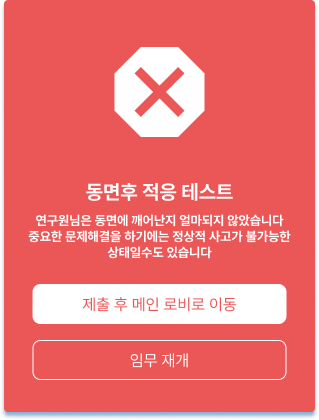 동면후 적응 테스트
연구원님은 동면에 깨어난지 얼마되지 않았습니다
중요한 문제해결을 하기에는 정상적 사고가 불가능한
상태일수도 있습니다
제출 후 메인 로비로 이동
임무 재개